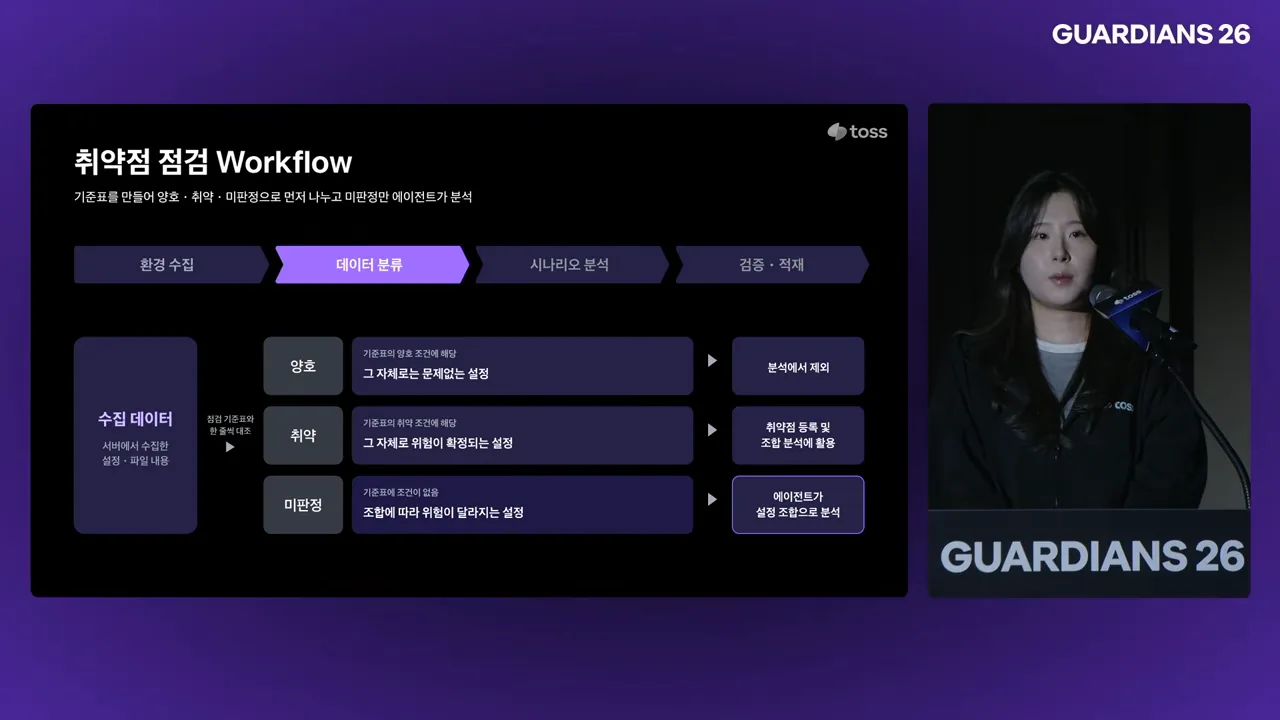 GUARDIANS 26
toss
취약점 점검 Workflow
기준표를 만들어 양호 · 취약 · 미판정으로 먼저 나누고 미판정만 에이전트가 분석
환경 수집
데이터 분류
시나리오 분석
검증 · 적재
수집 데이터
서버에서 수집한
설정 · 파일 내용
점검 기준표와
한 줄씩 대조
양호
기준표의 양호 조건에 해당
그 자체로는 문제없는 설정
분석에서 제외
취약
기준표의 취약 조건에 해당
그 자체로 위험이 확정되는 설정
취약점 등록 및
조합 분석에 활용
미판정
기준표에 조건이 없음
조합에 따라 위험이 달라지는 설정
에이전트가
설정 조합으로 분석
toss
GUARDIANS 26